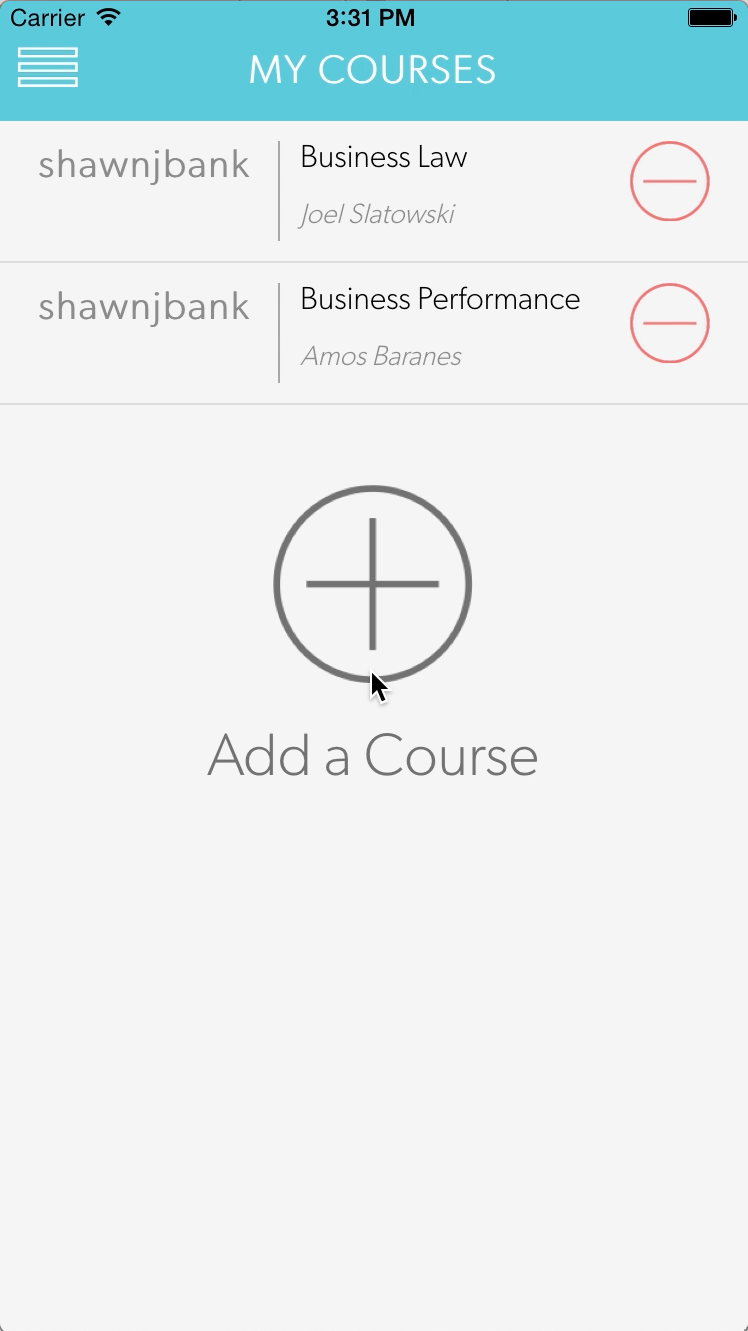 Carrier 3:31 PM
MY COURSES
shawnjbank Business Law
Joel Slatowski
shawnjbank Business Performance
Amos Baranes
Add a Course